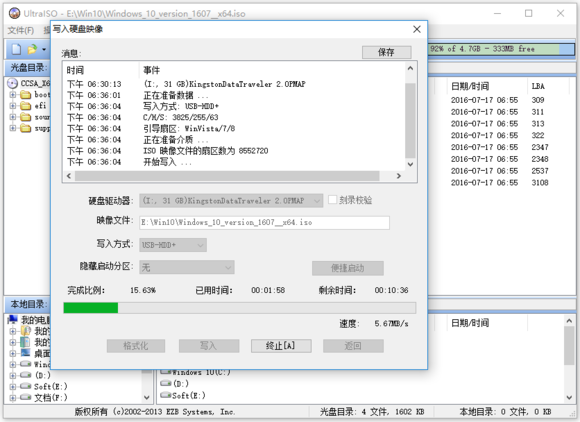 UltraISO - E:\Win10\Windows_10_version_1607__x64.iso
文件(F)
写入硬盘映像
92% of 4.7GB - 333MB free
消息:
保存
光盘目录:
时间 事件
下午 06:30:13 (I:, 31 GB)KingstonDataTraveler 2.0PMAP
下午 06:36:01 正在准备数据 ...
下午 06:36:04 写入方式: USB-HDD+
下午 06:36:04 C/H/S: 3825/255/63
下午 06:36:04 引导扇区: WinVista/7/8
下午 06:36:04 正在准备介质 ...
下午 06:36:04 ISO 映像文件的扇区数为 8552720
下午 06:36:04 开始写入 ...
CCSA_X6
boot
efi
sour
supp
日期/时间 LBA
2016-07-17 06:55 309
2016-07-17 06:55 311
2016-07-17 06:55 313
2016-07-17 06:55 322
2016-07-17 06:55 2347
2016-07-17 06:55 2348
2016-07-17 06:55 2537
2016-07-17 06:55 3108
硬盘驱动器: (I:, 31 GB)KingstonDataTraveler 2.0PMAP 刻录校验
映像文件: E:\Win10\Windows_10_version_1607__x64.iso
写入方式: USB-HDD+
隐藏启动分区: 无 便捷启动
完成比例: 15.63% 已用时间: 00:01:58 剩余时间: 00:10:36
速度: 5.67MB/s
格式化 写入 终止[A] 返回
本地目录:
日期/时间
我的电脑
我的
我的
桌面
Wind
(D:)
Soft(E:)
文档(F:)
Windows 10(C:)
(D:)
Soft(E:)
版权所有 (c)2002-2013 EZB Systems, Inc.
光盘目录: 4 文件, 1602 KB
本地目录: 0 文件, 0 KB